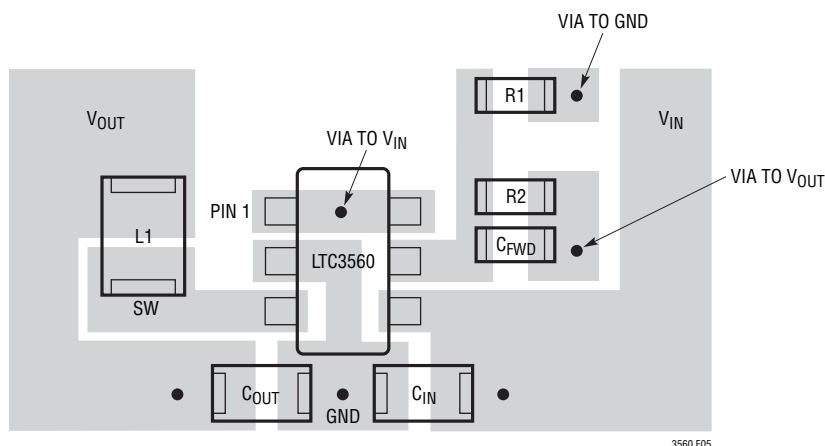 VIA TO GND
R1
VOUT
VIN
VIA TO VIN
VIA TO VOUT
PIN 1
R2
L1
CFWD
LTC3560
SW
COUT
CIN
GND
3560 F05